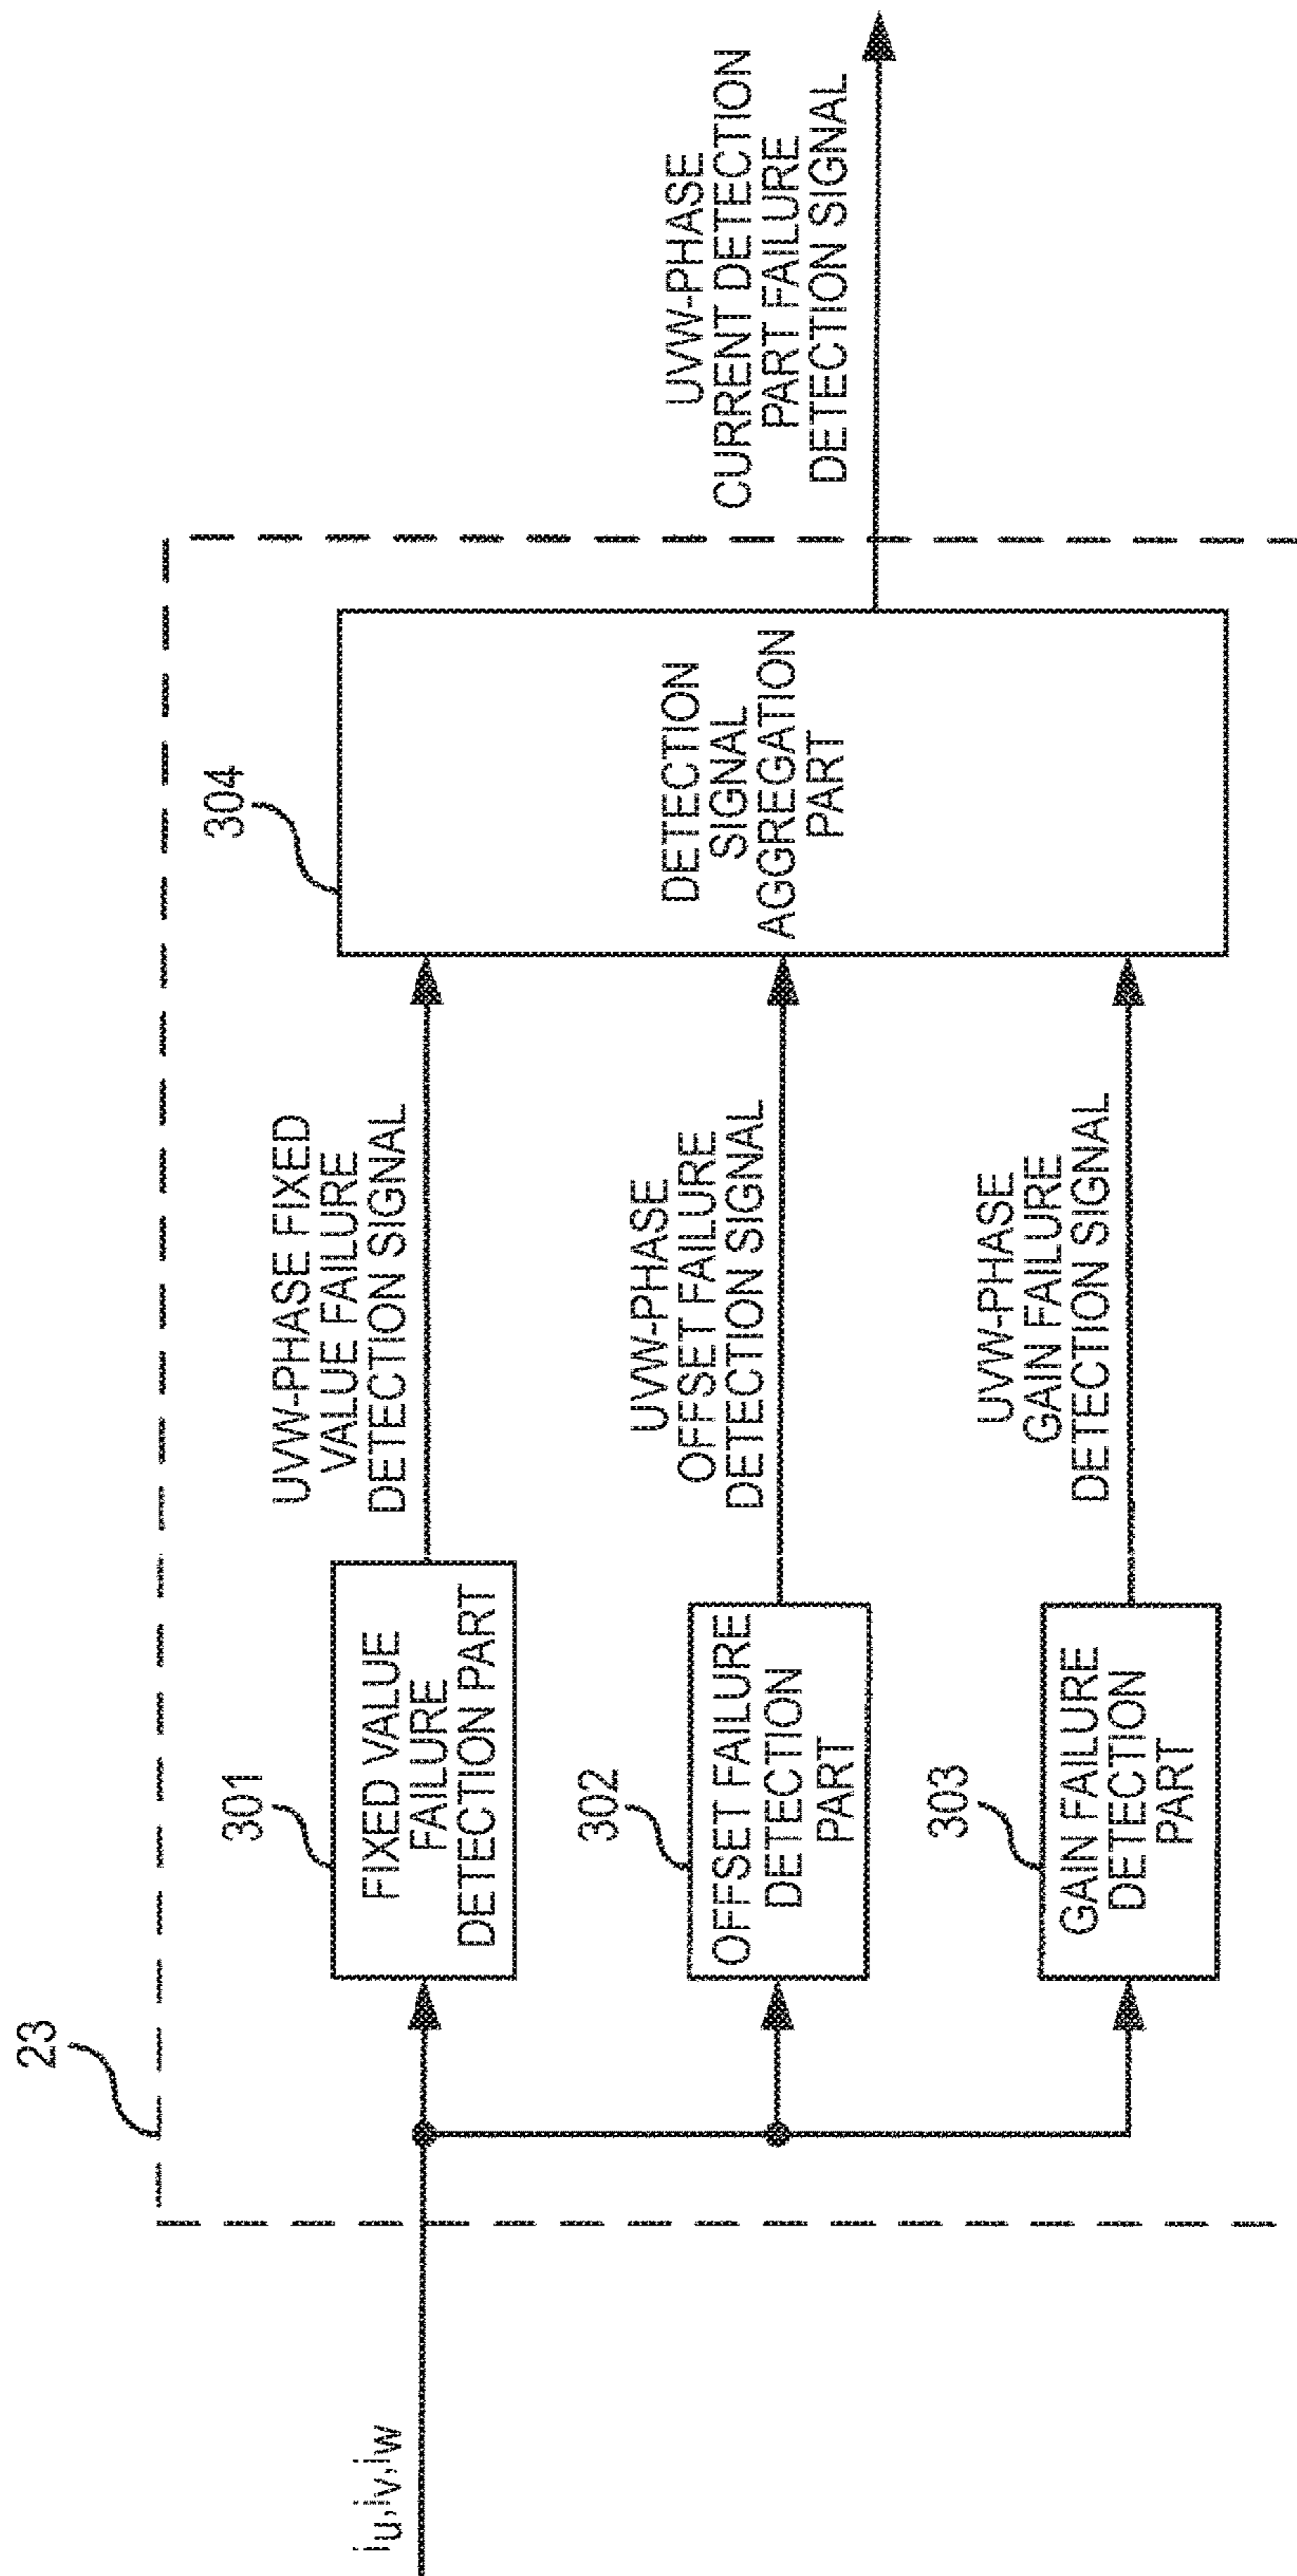 23
iu,iv,iw
301
FIXED VALUE
FAILURE
DETECTION PART
UVW-PHASE FIXED
VALUE FAILURE
DETECTION SIGNAL
302
OFFSET FAILURE
DETECTION
PART
UVW-PHASE
OFFSET FAILURE
DETECTION SIGNAL
303
GAIN FAILURE
DETECTION
PART
UVW-PHASE
GAIN FAILURE
DETECTION SIGNAL
304
DETECTION
SIGNAL
AGGREGATION
PART
UVW-PHASE
CURRENT DETECTION
PART FAILURE
DETECTION SIGNAL